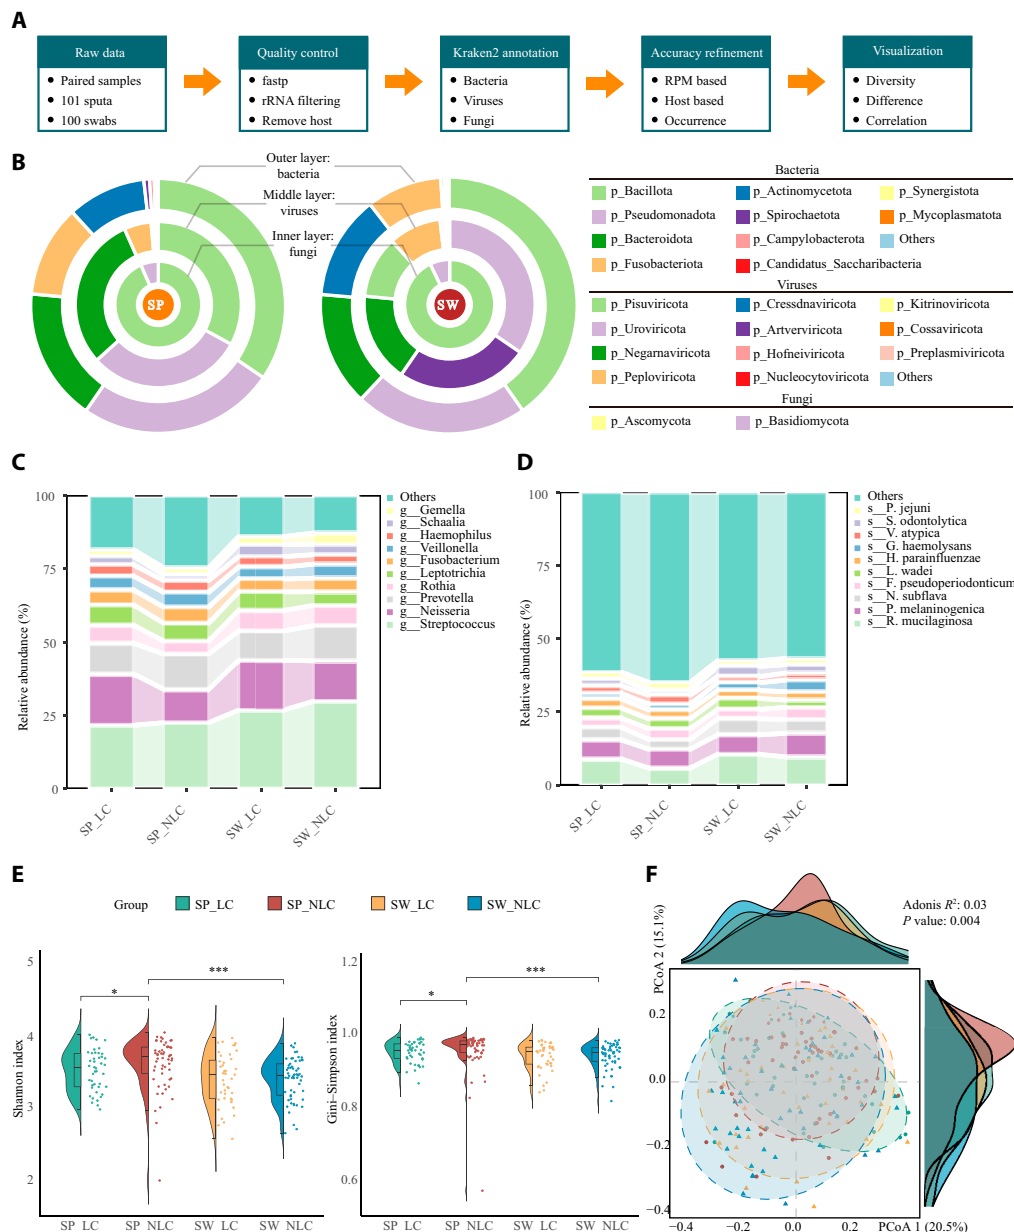 A
Raw data
• Paired samples
• 101 sputa
• 100 swabs
Quality control
• fastp
• rRNA filtering
• Remove host
Kraken2 annotation
• Bacteria
• Viruses
• Fungi
Accuracy refinement
• RPM based
• Host based
• Occurrence
Visualization
• Diversity
• Difference
• Correlation
B
Outer layer:
bacteria
Middle layer:
viruses
Inner layer:
fungi
SP
SW
Bacteria
p_Bacillota
p_Actinomycetota
p_Synergistota
p_Pseudomonadota
p_Spirochaetota
p_Mycoplasmatota
p_Bacteroidota
p_Campylobacterota
Others
p_Fusobacteriota
p_Candidatus_Saccharibacteria
Viruses
p_Pisuviricota
p_Cressdnaviricota
p_Kitrinoviricota
p_Uroviricota
p_Artverviricota
p_Cossaviricota
p_Negarnaviricota
p_Hofneiviricota
p_Preplasmiviricota
p_Peploviricota
p_Nucleocytoviricota
Others
Fungi
p_Ascomycota
p_Basidiomycota
C
Relative abundance (%)
100
75
50
25
0
SP_LC
SP_NLC
SW_LC
SW_NLC
Others
g__Gemella
g__Schaalia
g__Haemophilus
g__Veillonella
g__Fusobacterium
g__Leptotrichia
g__Rothia
g__Prevotella
g__Neisseria
g__Streptococcus
D
Relative abundance (%)
100
75
50
25
0
SP_LC
SP_NLC
SW_LC
SW_NLC
Others
s__P. jejuni
s__S. odontolytica
s__V. atypica
s__G. haemolysans
s__H. parainfluenzae
s__L. wadei
s__F. pseudoperiodonticum
s__N. subflava
s__P. melaninogenica
s__R. mucilaginosa
E
Group
SP_LC
SP_NLC
SW_LC
SW_NLC
Shannon index
5
4
3
2
*
***
SP_LC
SP_NLC
SW_LC
SW_NLC
Gini–Simpson index
1.2
1.0
0.8
0.6
*
***
SP_LC
SP_NLC
SW_LC
SW_NLC
F
Adonis R²: 0.03
P value: 0.004
PCoA 2 (15.1%)
0.2
0.0
−0.2
−0.4
−0.4
−0.2
0.0
0.2
PCoA 1 (20.5%)